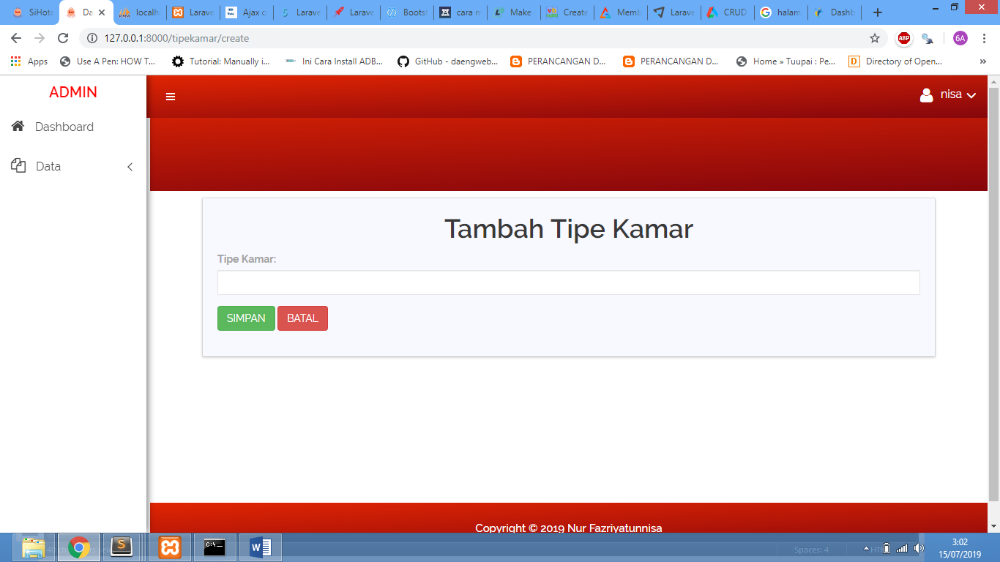 SiHote
Da
localh
Larave
Ajax c
Larave
Larave
Boots
cara m
Make
Create
Memb
Larave
CRUD
halam
Dashb
127.0.0.1:8000/tipekamar/create
ABP
6A
Apps
Use A Pen: HOW T...
Tutorial: Manually i...
Ini Cara Install ADB...
GitHub - daengweb...
PERANCANGAN D...
PERANCANGAN D...
Home » Tuupai : Pe...
Directory of Open...
ADMIN
nisa
Dashboard
Data
Tambah Tipe Kamar
Tipe Kamar:
SIMPAN BATAL
Copyright © 2019 Nur Fazriyatunnisa
Spaces: 4
3:02
15/07/2019